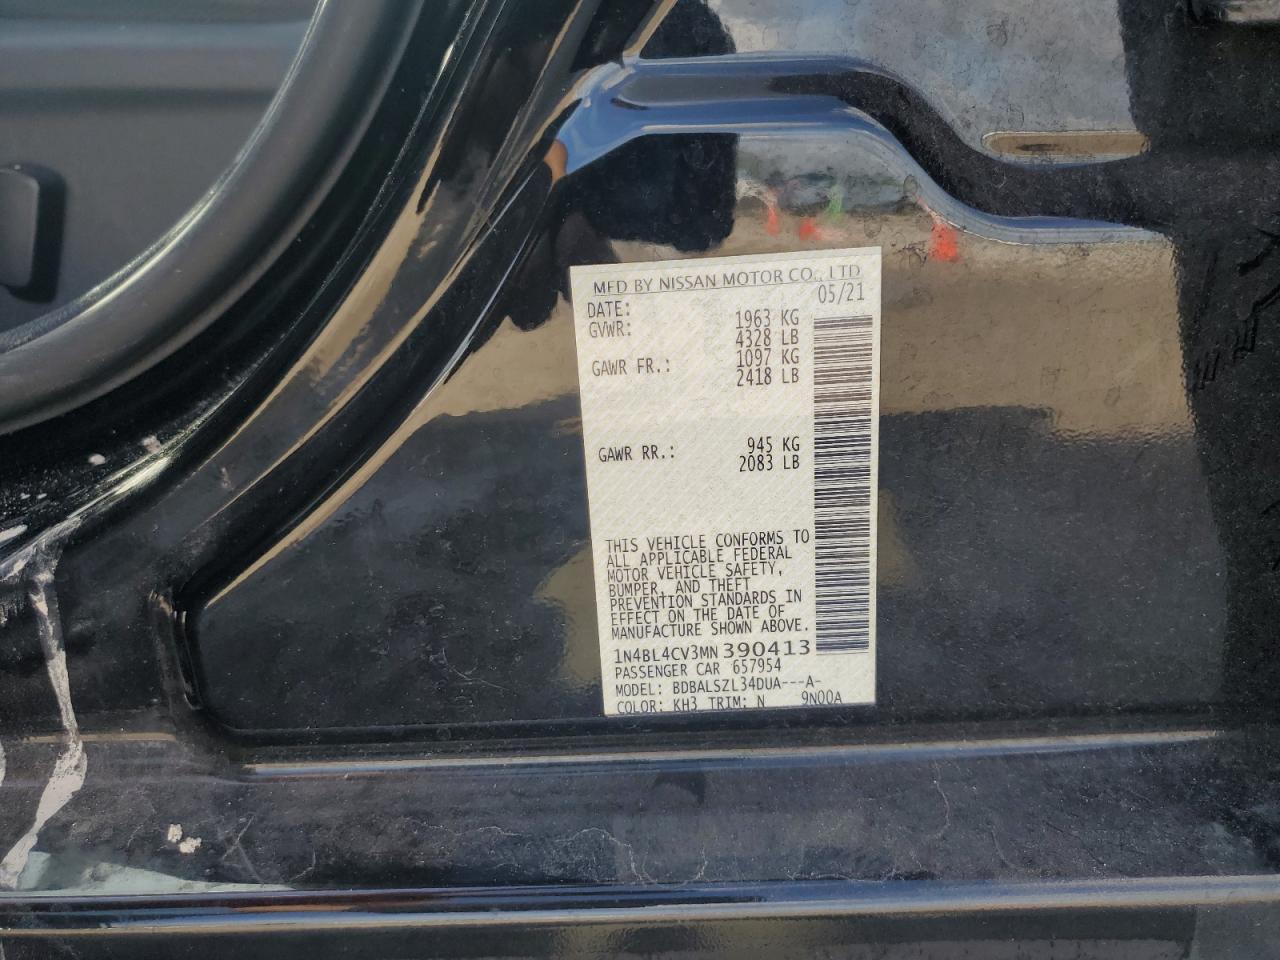 MFD BY NISSAN MOTOR CO., LTD
DATE: 05/21
GVWR: 1963 KG
4328 LB
GAWR FR.: 1097 KG
2418 LB
GAWR RR.: 945 KG
2083 LB
THIS VEHICLE CONFORMS TO
ALL APPLICABLE FEDERAL
MOTOR VEHICLE SAFETY,
BUMPER, AND THEFT
PREVENTION STANDARDS IN
EFFECT ON THE DATE OF
MANUFACTURE SHOWN ABOVE.
1N4BL4CV3MN390413
PASSENGER CAR 657954
MODEL: BDBALSZL34DUA---A-
COLOR: KH3 TRIM: N 9N00A